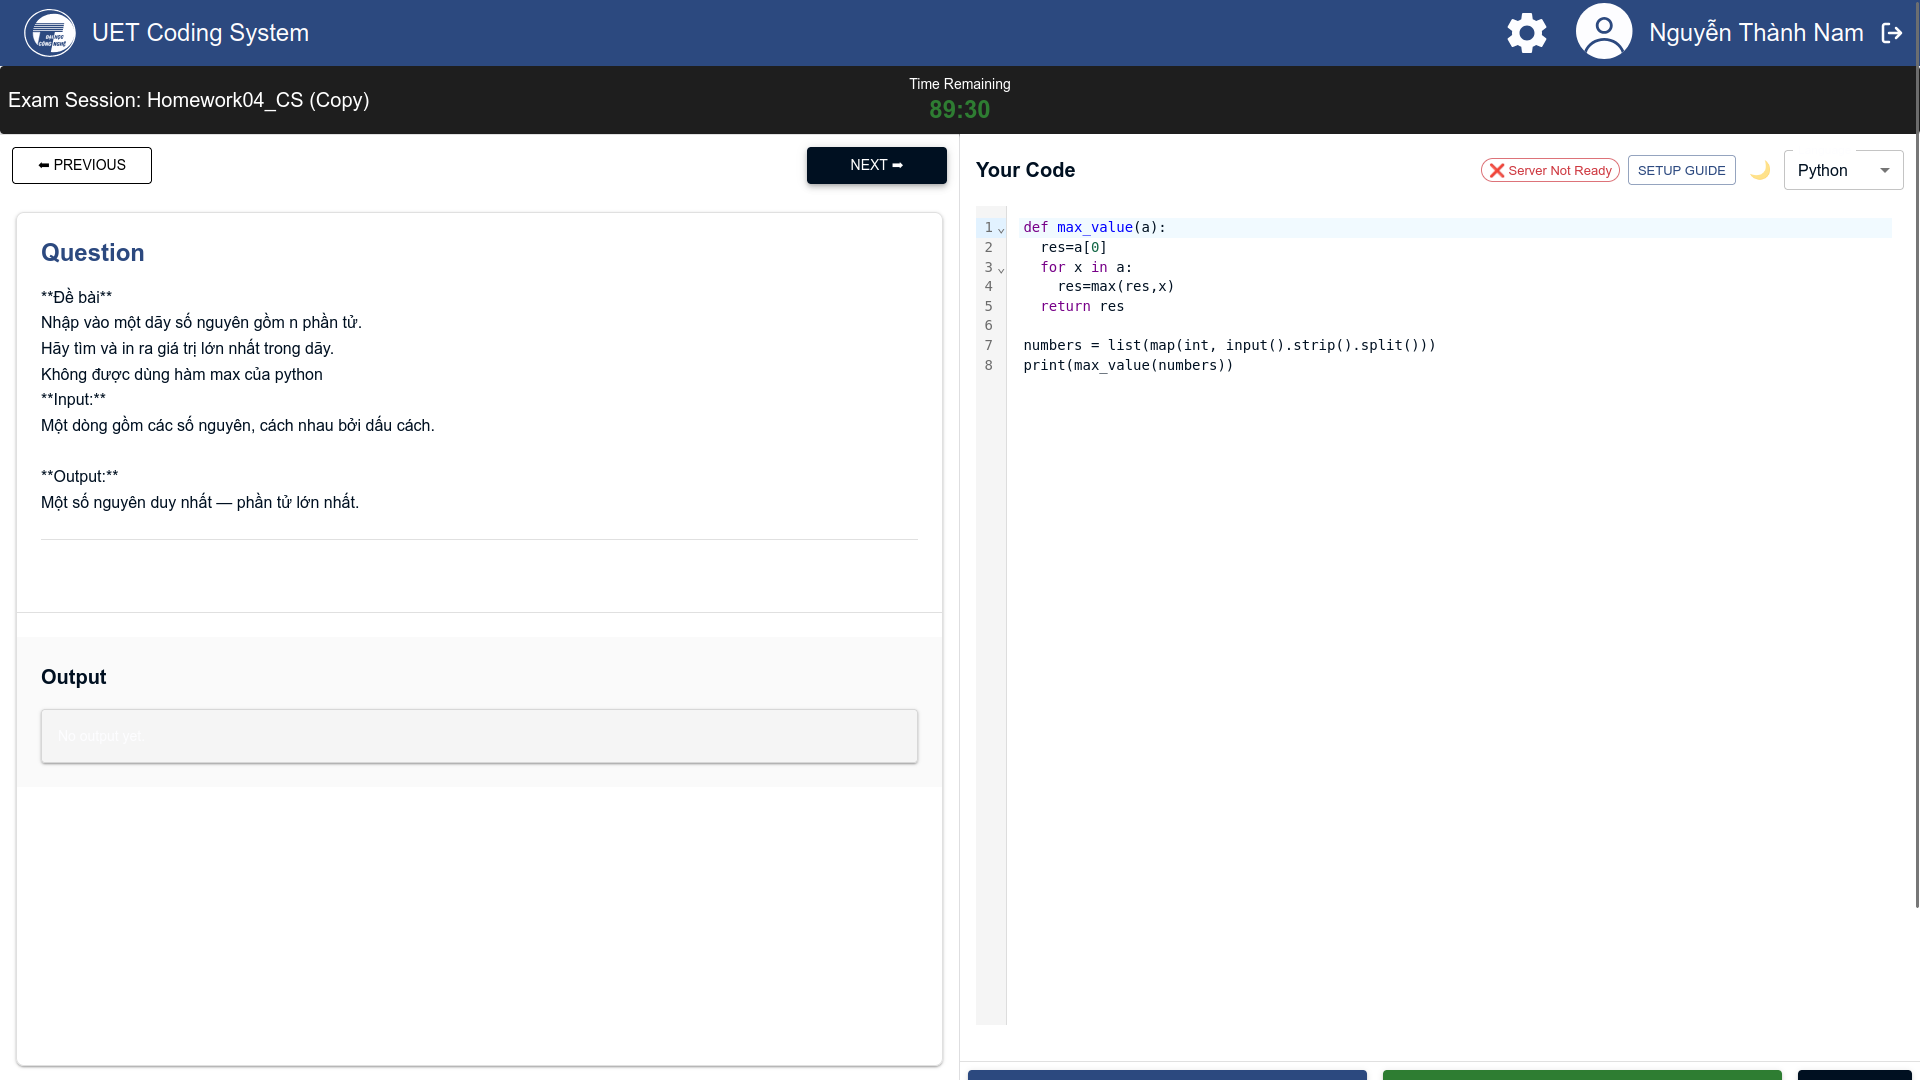 ĐẠI HỌC
CÔNG NGHỆ
UET Coding System
Nguyễn Thành Nam
Exam Session: Homework04_CS (Copy)
Time Remaining
89:30
⬅ PREVIOUS
NEXT ➡
Question
**Đề bài**
Nhập vào một dãy số nguyên gồm n phần tử.
Hãy tìm và in ra giá trị lớn nhất trong dãy.
Không được dùng hàm max của python
**Input:**
Một dòng gồm các số nguyên, cách nhau bởi dấu cách.
**Output:**
Một số nguyên duy nhất — phần tử lớn nhất.
Output
No output yet.
Your Code
❌ Server Not Ready
SETUP GUIDE
🌙
Python
1 def max_value(a):
2   res=a[0]
3   for x in a:
4     res=max(res,x)
5   return res
6
7 numbers = list(map(int, input().strip().split()))
8 print(max_value(numbers))